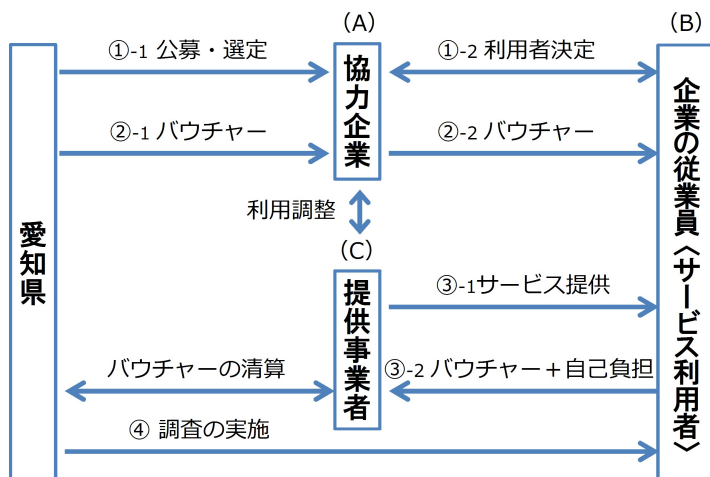 (A)
(B)
①-1 公募・選定
①-2 利用者決定
協力企業
②-1 バウチャー
②-2 バウチャー
愛知県
企業の従業員〈サービス利用者〉
利用調整
(C)
提供事業者
③-1サービス提供
バウチャーの清算
③-2 バウチャー＋自己負担
④ 調査の実施